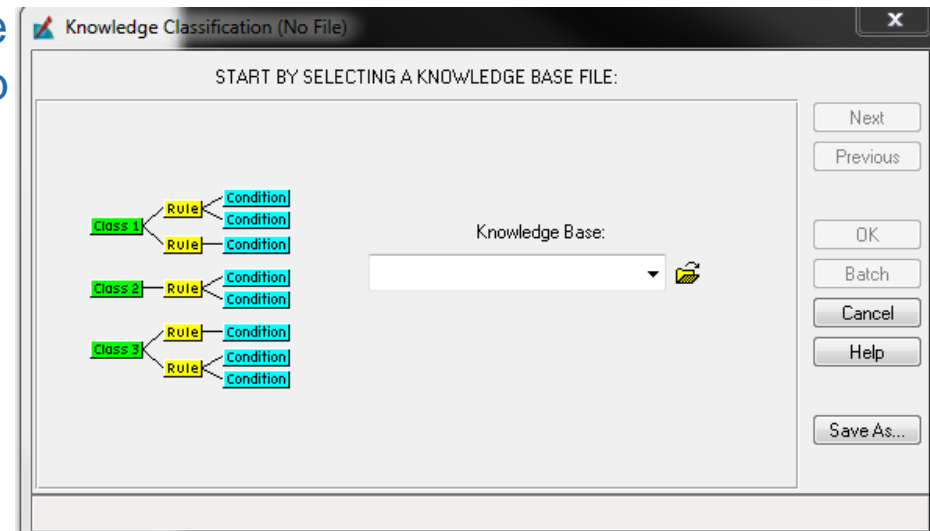 Knowledge Classification (No File)
START BY SELECTING A KNOWLEDGE BASE FILE:
Class 1
Rule
Condition
Condition
Rule
Condition
Class 2
Rule
Condition
Condition
Class 3
Rule
Condition
Rule
Condition
Condition
Knowledge Base:
Next
Previous
OK
Batch
Cancel
Help
Save As...